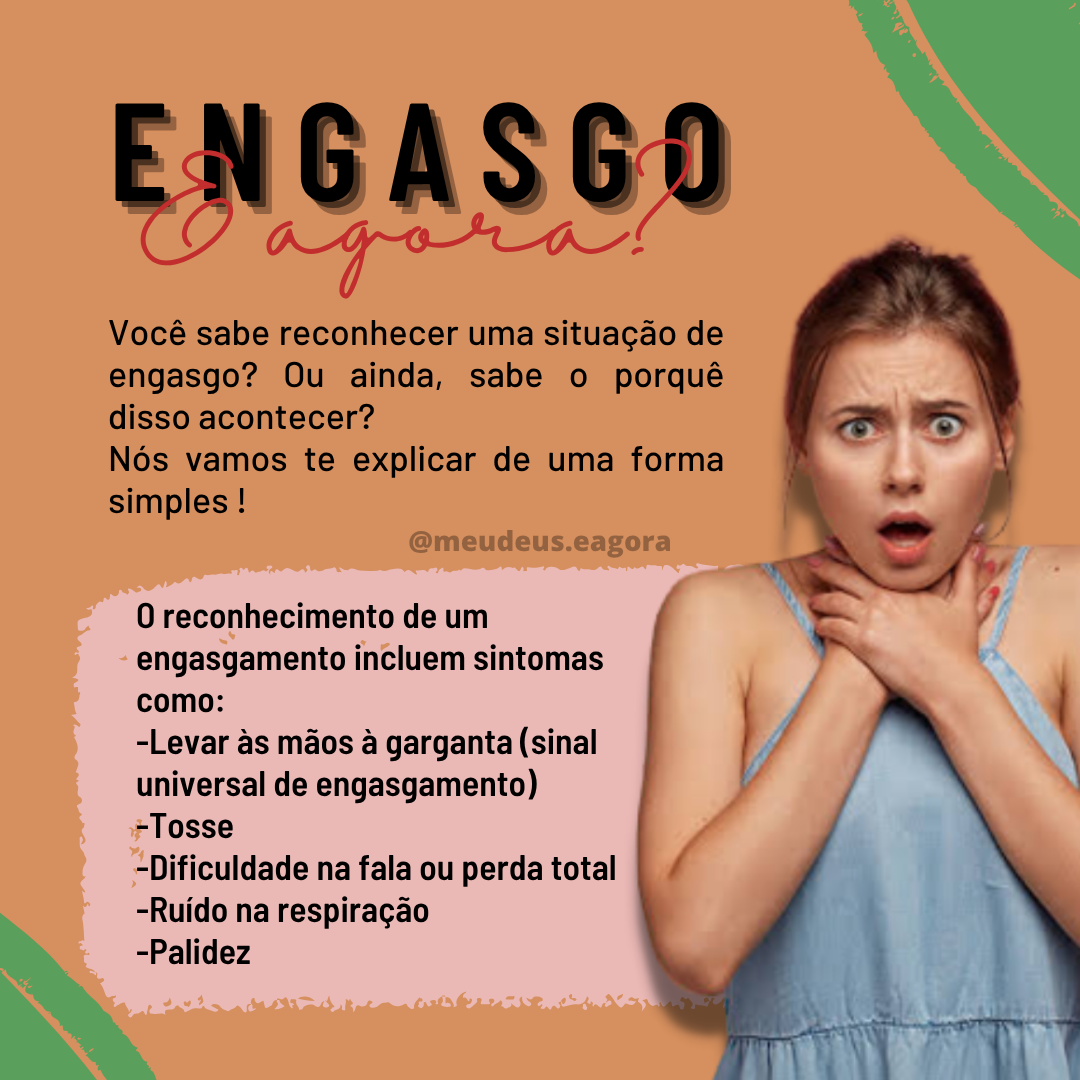 ENGASGO
E agora?
Você sabe reconhecer uma situação de
engasgo? Ou ainda, sabe o porquê
disso acontecer?
Nós vamos te explicar de uma forma
simples !
@meudeus.eagora
O reconhecimento de um
engasgamento incluem sintomas
como:
-Levar às mãos à garganta (sinal
universal de engasgamento)
-Tosse
-Dificuldade na fala ou perda total
-Ruído na respiração
-Palidez